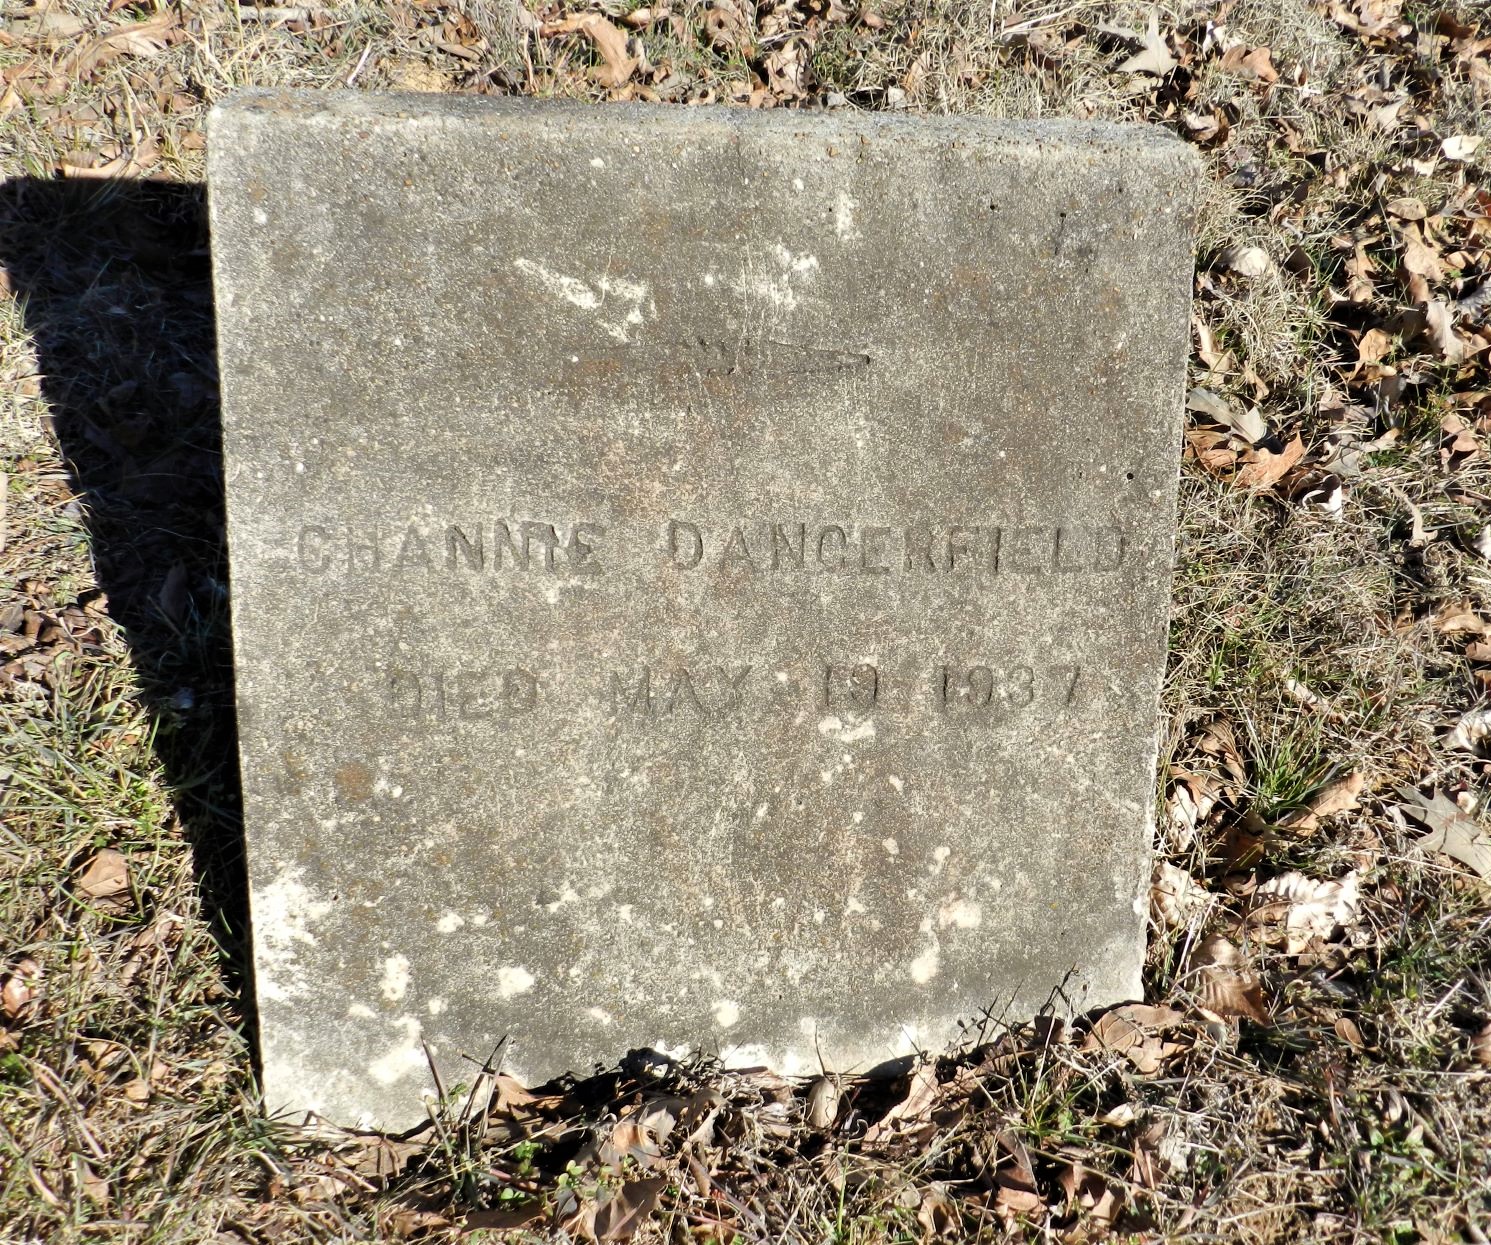 CHANNIE DANGERFIELD
DIED MAY 19 1937